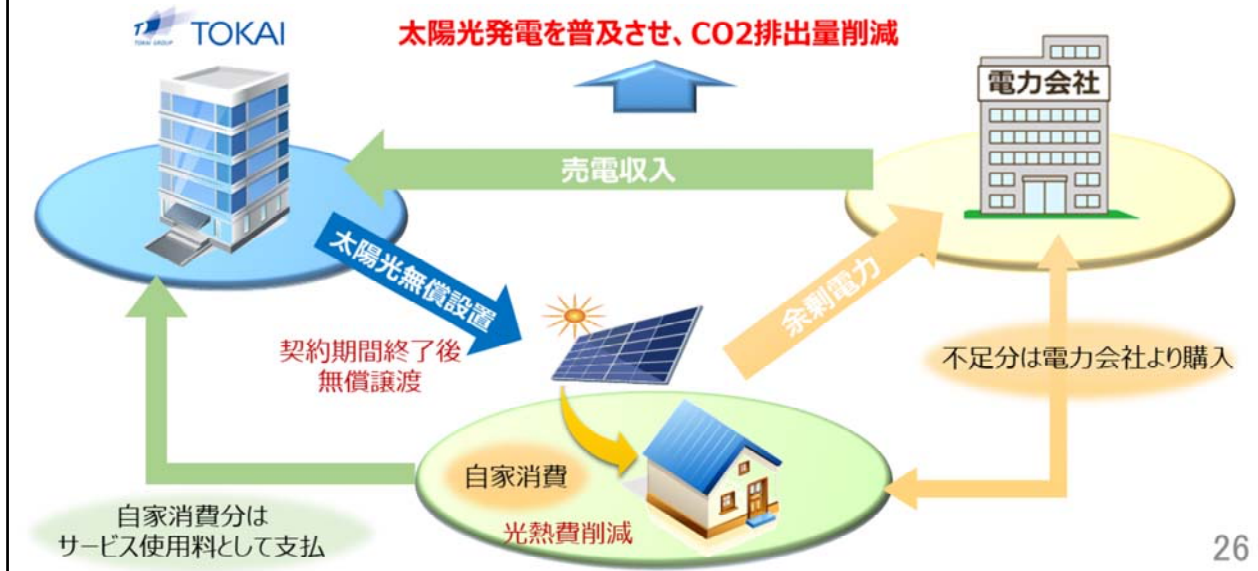 TOKAI
TOKAI GROUP
太陽光発電を普及させ、CO2排出量削減
電力会社
売電収入
太陽光無償設置
余剰電力
契約期間終了後
無償譲渡
不足分は電力会社より購入
自家消費
光熱費削減
自家消費分は
サービス使用料として支払
26